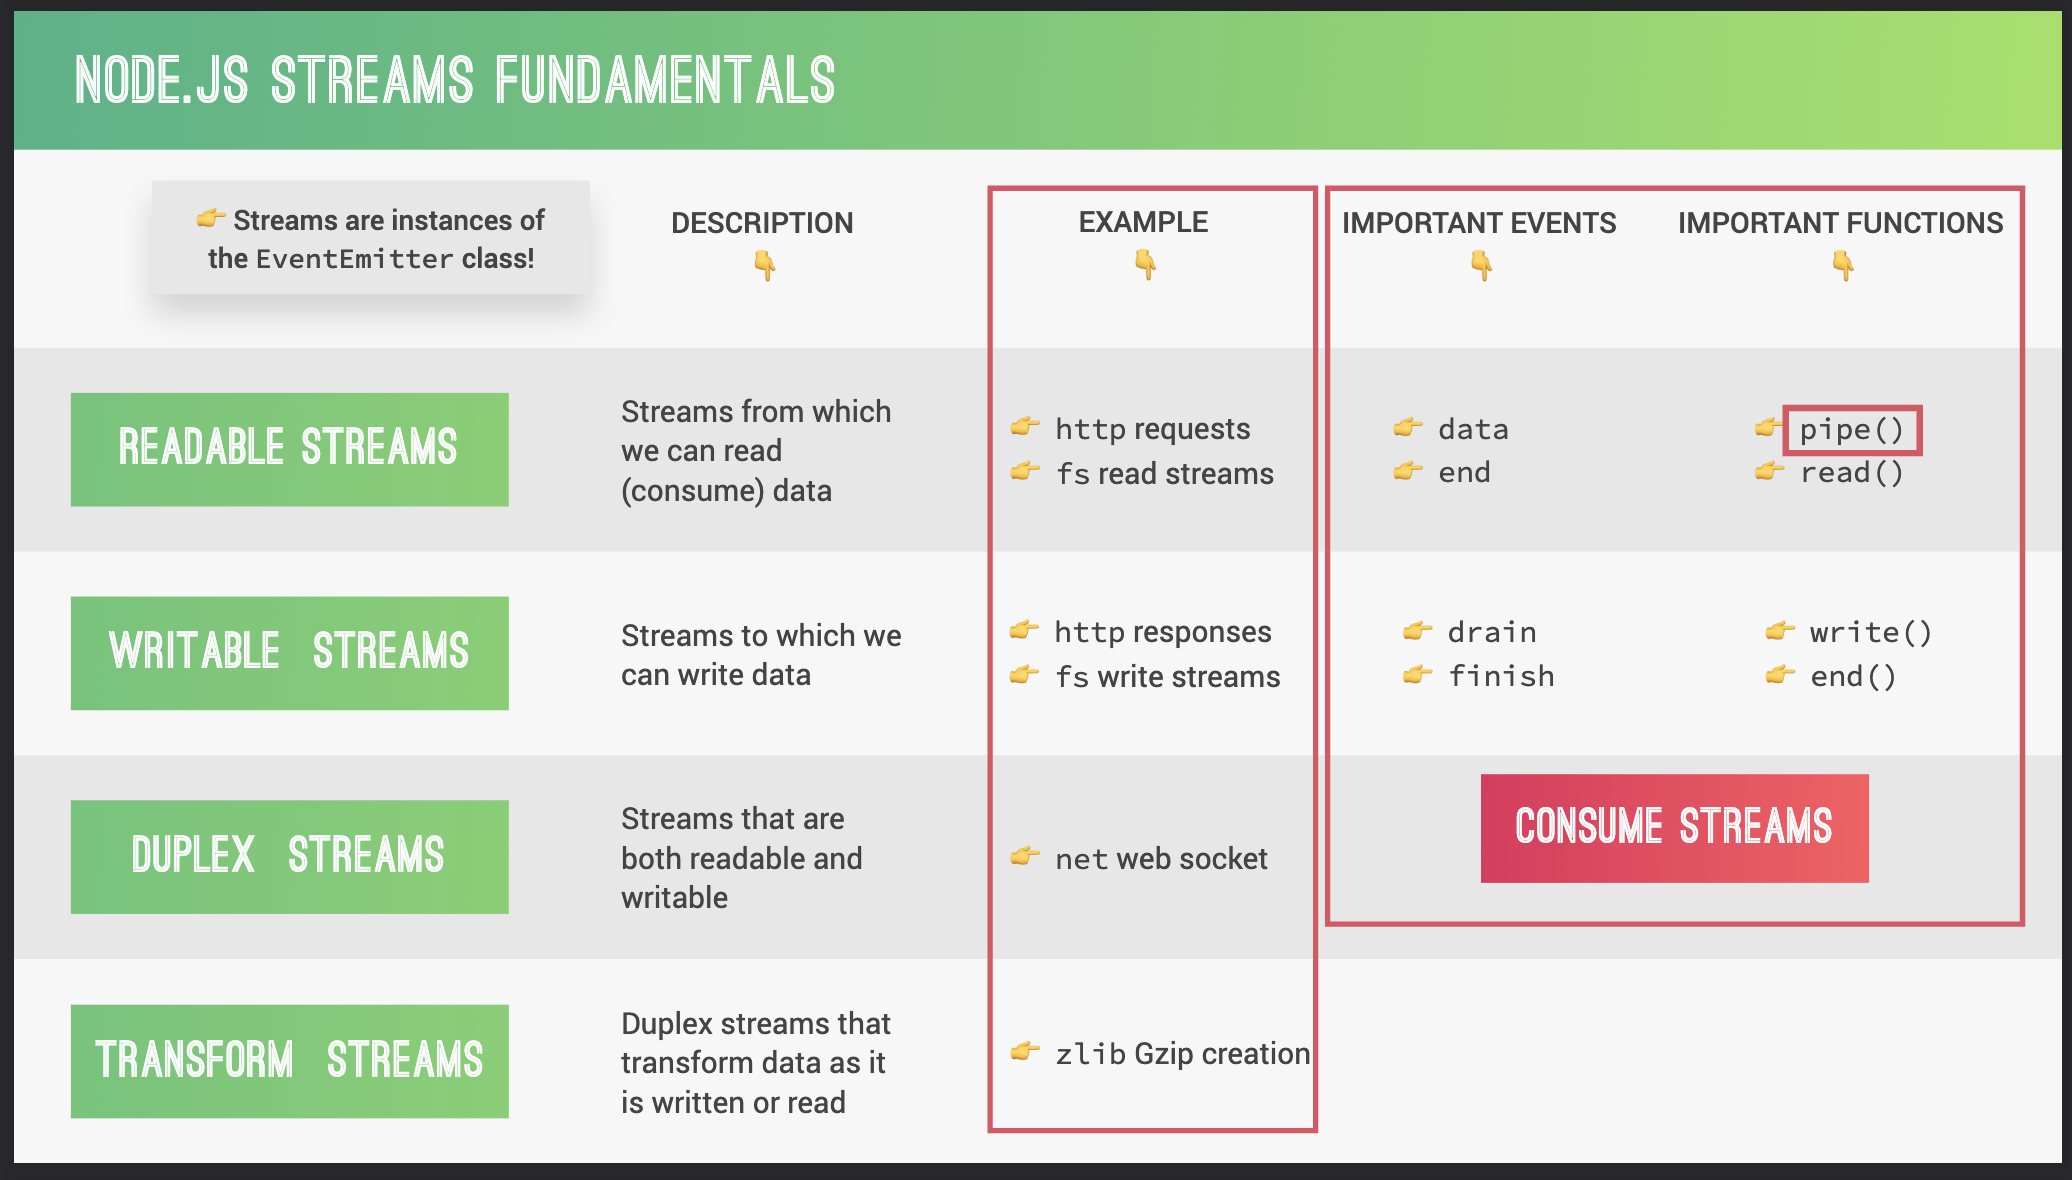 NODE.JS STREAMS FUNDAMENTALS
👉 Streams are instances of
the EventEmitter class!
DESCRIPTION
👇
EXAMPLE
👇
IMPORTANT EVENTS
👇
IMPORTANT FUNCTIONS
👇
READABLE STREAMS
Streams from which
we can read
(consume) data
👉 http requests
👉 fs read streams
👉 data
👉 end
👉 pipe()
👉 read()
WRITABLE STREAMS
Streams to which we
can write data
👉 http responses
👉 fs write streams
👉 drain
👉 finish
👉 write()
👉 end()
DUPLEX STREAMS
Streams that are
both readable and
writable
👉 net web socket
CONSUME STREAMS
TRANSFORM STREAMS
Duplex streams that
transform data as it
is written or read
👉 zlib Gzip creation